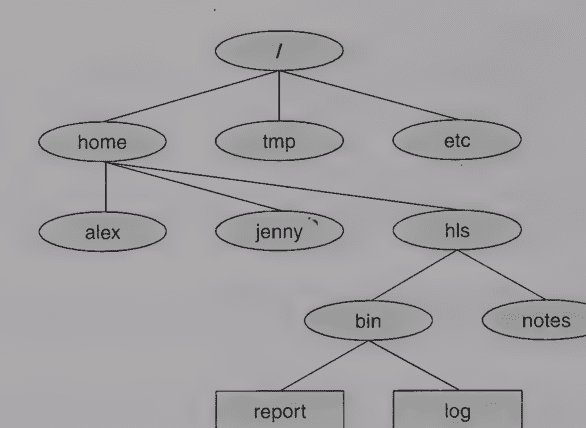 /
home
tmp
etc
alex
jenny
hls
bin
notes
report
log